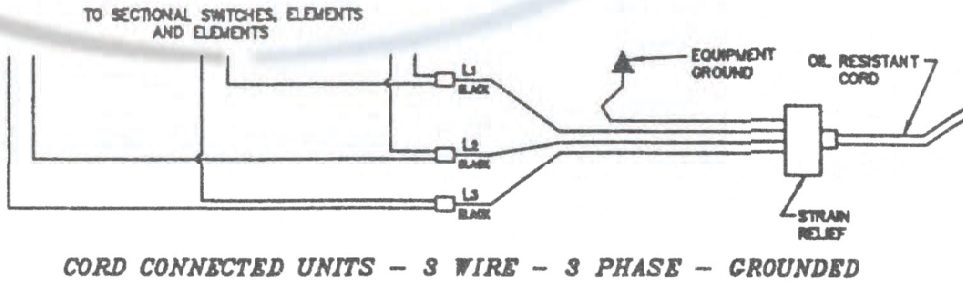 TO SECTIONAL SWITCHES, ELEMENTS
AND ELEMENTS
L1
BLACK
EQUIPMENT
GROUND
OIL RESISTANT
CORD
L2
L3
BLACK
STRAIN
RELIEF
CORD CONNECTED UNITS - 3 WIRE - 3 PHASE - GROUNDED